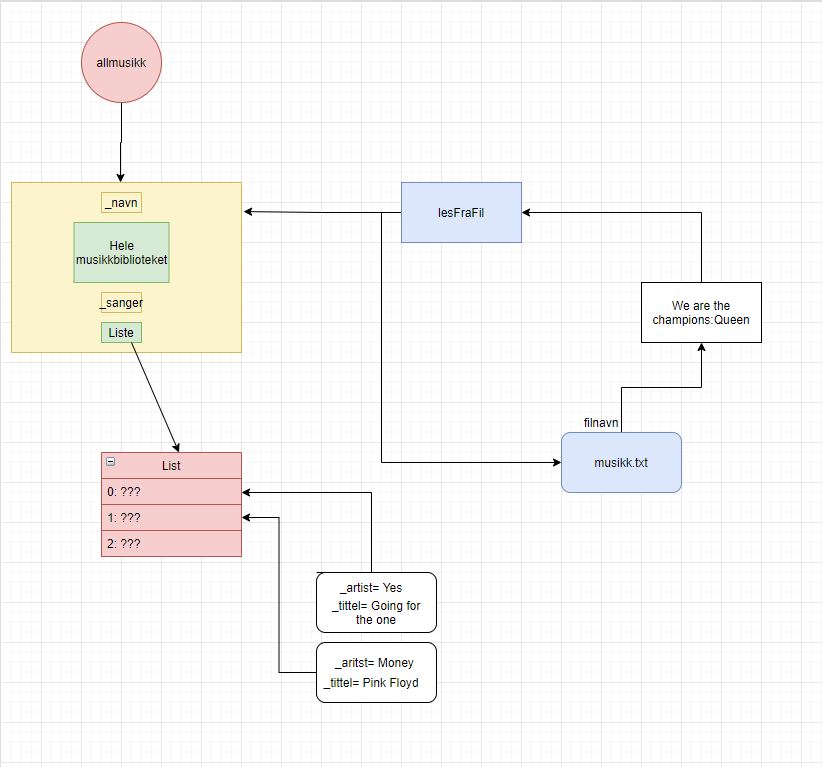 allmusikk
_navn
Hele
musikkbiblioteket
_sanger
Liste
lesFraFil
We are the
champions:Queen
filnavn
musikk.txt
List
0: ???
1: ???
2: ???
_artist= Yes
_tittel= Going for
the one
_aritst= Money
_tittel= Pink Floyd